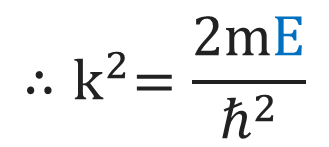 ∴ k² = 2mE/ℏ²